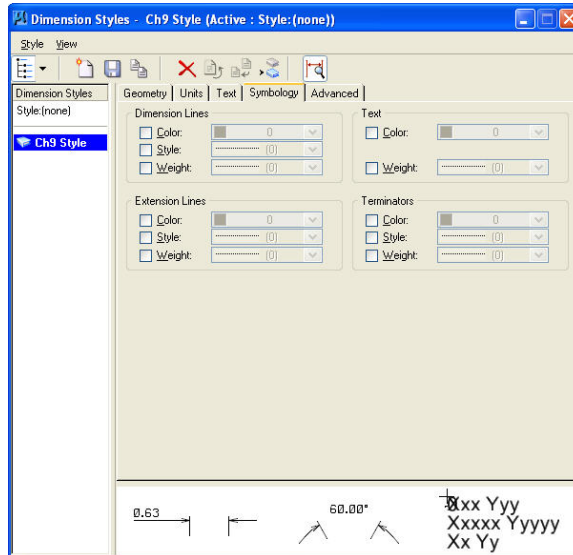 Dimension Styles - Ch9 Style (Active : Style:(none))
Style View
Dimension Styles
Style:(none)
Ch9 Style
Geometry Units Text Symbology Advanced
Dimension Lines
Color: 0
Style: (0)
Weight: (0)
Text
Color: 0
Weight: (0)
Extension Lines
Color: 0
Style: (0)
Weight: (0)
Terminators
Color: 0
Style: (0)
Weight: (0)
0.63
60.00°
Xxx Yyy
Xxxxx Yyyyy
Xx Yy